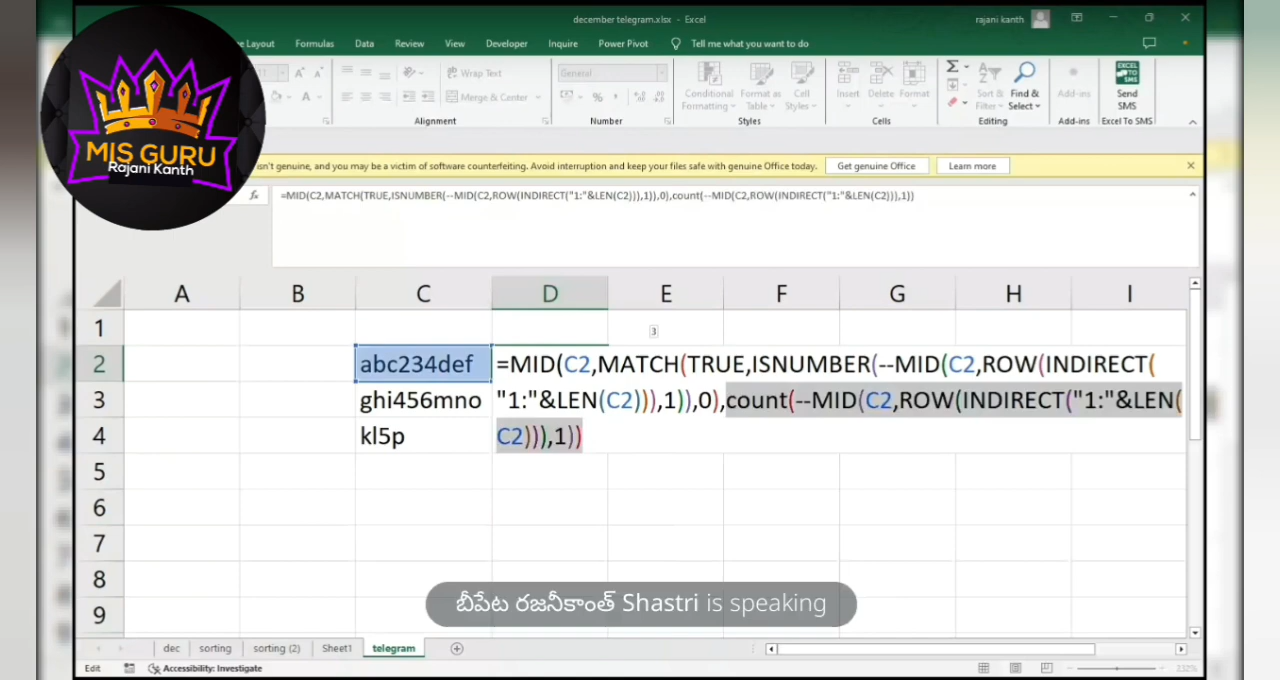 december telegram.xlsx - Excel
rajani kanth
e Layout Formulas Data Review View Developer Inquire Power Pivot Tell me what you want to do
Wrap Text
General
Merge & Center
Conditional Formatting
Format as Table
Cell Styles
Insert Delete Format
Sort & Filter
Find & Select
Add-ins
EXCEL TO SMS
Send SMS
Alignment Number Styles Cells Editing Add-ins Excel To SMS
MIS GURU
Rajani Kanth
isn't genuine, and you may be a victim of software counterfeiting. Avoid interruption and keep your files safe with genuine Office today. Get genuine Office Learn more
fx =MID(C2,MATCH(TRUE,ISNUMBER(--MID(C2,ROW(INDIRECT("1:"&LEN(C2))),1)),0),count(--MID(C2,ROW(INDIRECT("1:"&LEN(C2))),1))
A B C D E F G H I
1
3
2 abc234def =MID(C2,MATCH(TRUE,ISNUMBER(--MID(C2,ROW(INDIRECT(
3 ghi456mno "1:"&LEN(C2))),1)),0),count(--MID(C2,ROW(INDIRECT("1:"&LEN(
4 kl5p C2))),1))
5
6
7
8
9
బీపేట రజనీకాంత్ Shastri is speaking
dec sorting sorting (2) Sheet1 telegram
Edit Accessibility: Investigate 232%